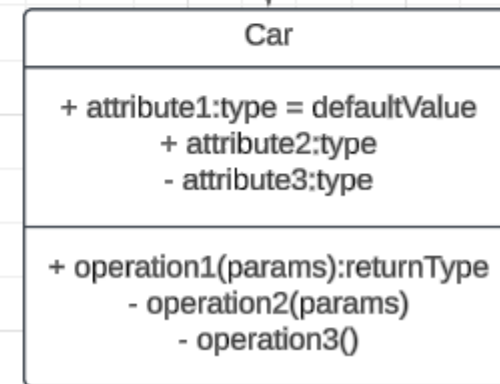 Car
+ attribute1:type = defaultValue
+ attribute2:type
- attribute3:type
+ operation1(params):returnType
- operation2(params)
- operation3()